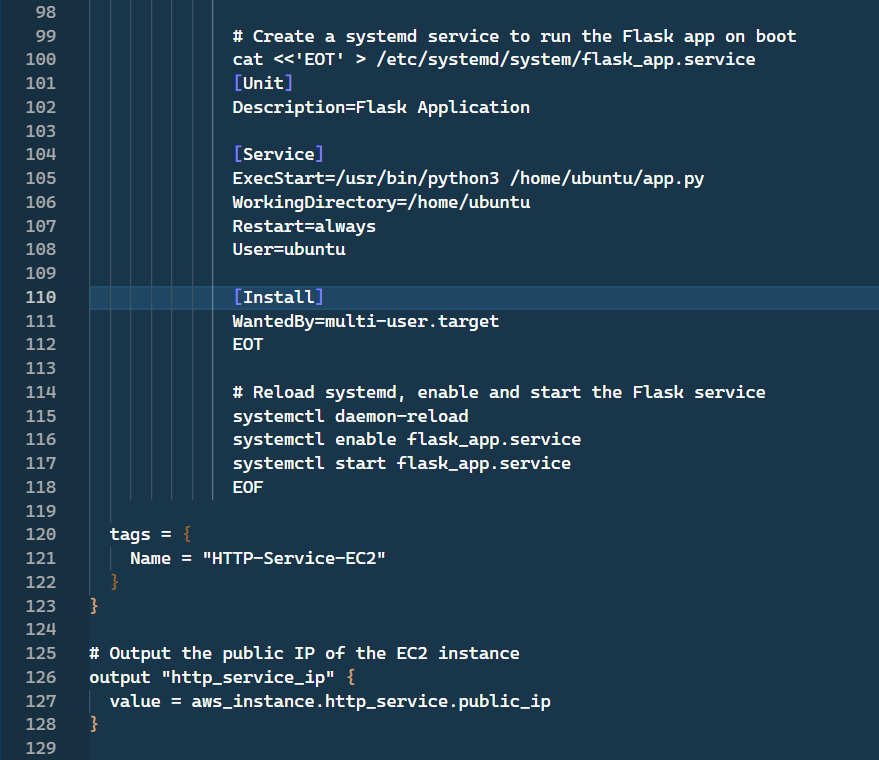 98
99 # Create a systemd service to run the Flask app on boot
100 cat <<'EOT' > /etc/systemd/system/flask_app.service
101 [Unit]
102 Description=Flask Application
103
104 [Service]
105 ExecStart=/usr/bin/python3 /home/ubuntu/app.py
106 WorkingDirectory=/home/ubuntu
107 Restart=always
108 User=ubuntu
109
110 [Install]
111 WantedBy=multi-user.target
112 EOT
113
114 # Reload systemd, enable and start the Flask service
115 systemctl daemon-reload
116 systemctl enable flask_app.service
117 systemctl start flask_app.service
118 EOF
119
120 tags = {
121 Name = "HTTP-Service-EC2"
122 }
123 }
124
125 # Output the public IP of the EC2 instance
126 output "http_service_ip" {
127 value = aws_instance.http_service.public_ip
128 }
129